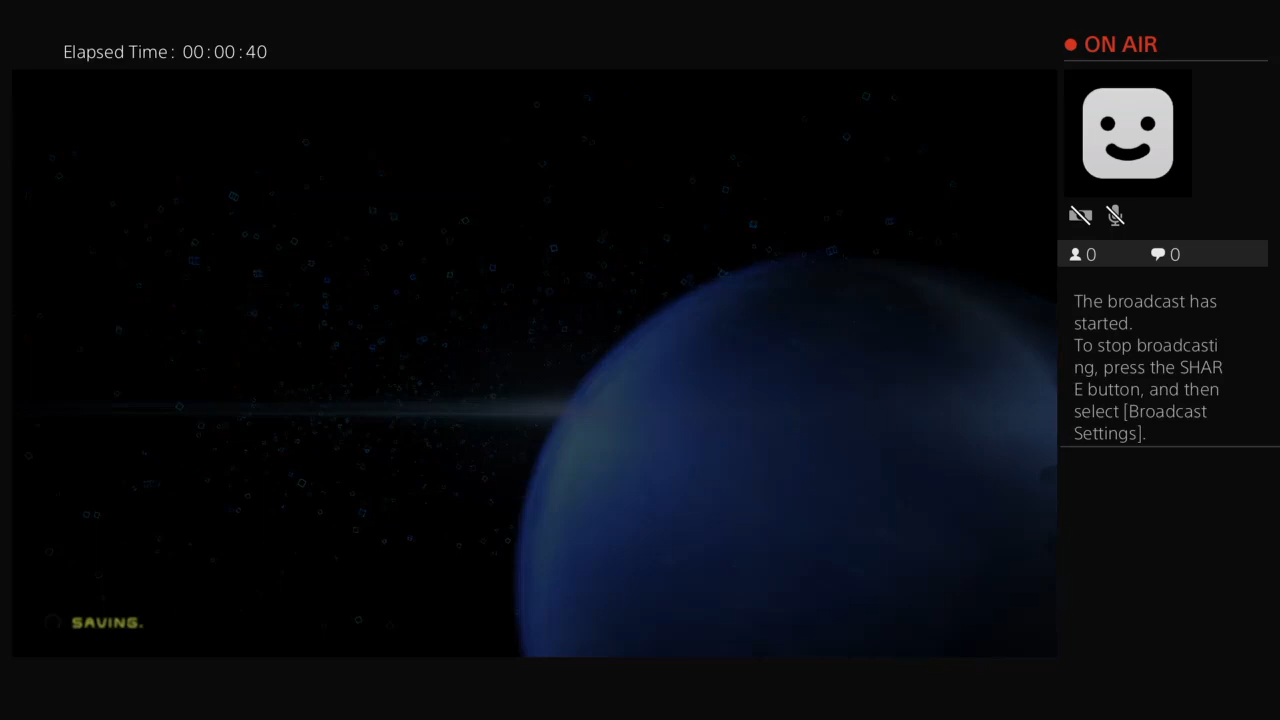 Elapsed Time: 00:00:40
ON AIR
0 0
The broadcast has
started.
To stop broadcasti
ng, press the SHAR
E button, and then
select [Broadcast
Settings].
SAVING.